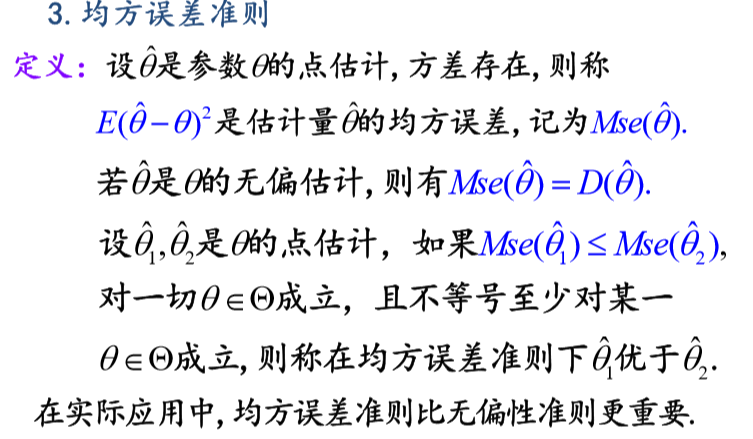 3. 均方误差准则
定义：设θ̂是参数θ的点估计, 方差存在, 则称
E(θ̂−θ)²是估计量θ̂的均方误差, 记为Mse(θ̂).
若θ̂是θ的无偏估计, 则有Mse(θ̂) = D(θ̂).
设θ̂₁,θ̂₂是θ的点估计，如果Mse(θ̂₁) ≤ Mse(θ̂₂),
对一切θ∈Θ成立，且不等号至少对某一
θ∈Θ成立, 则称在均方误差准则下θ̂₁优于θ̂₂.
在实际应用中, 均方误差准则比无偏性准则更重要.